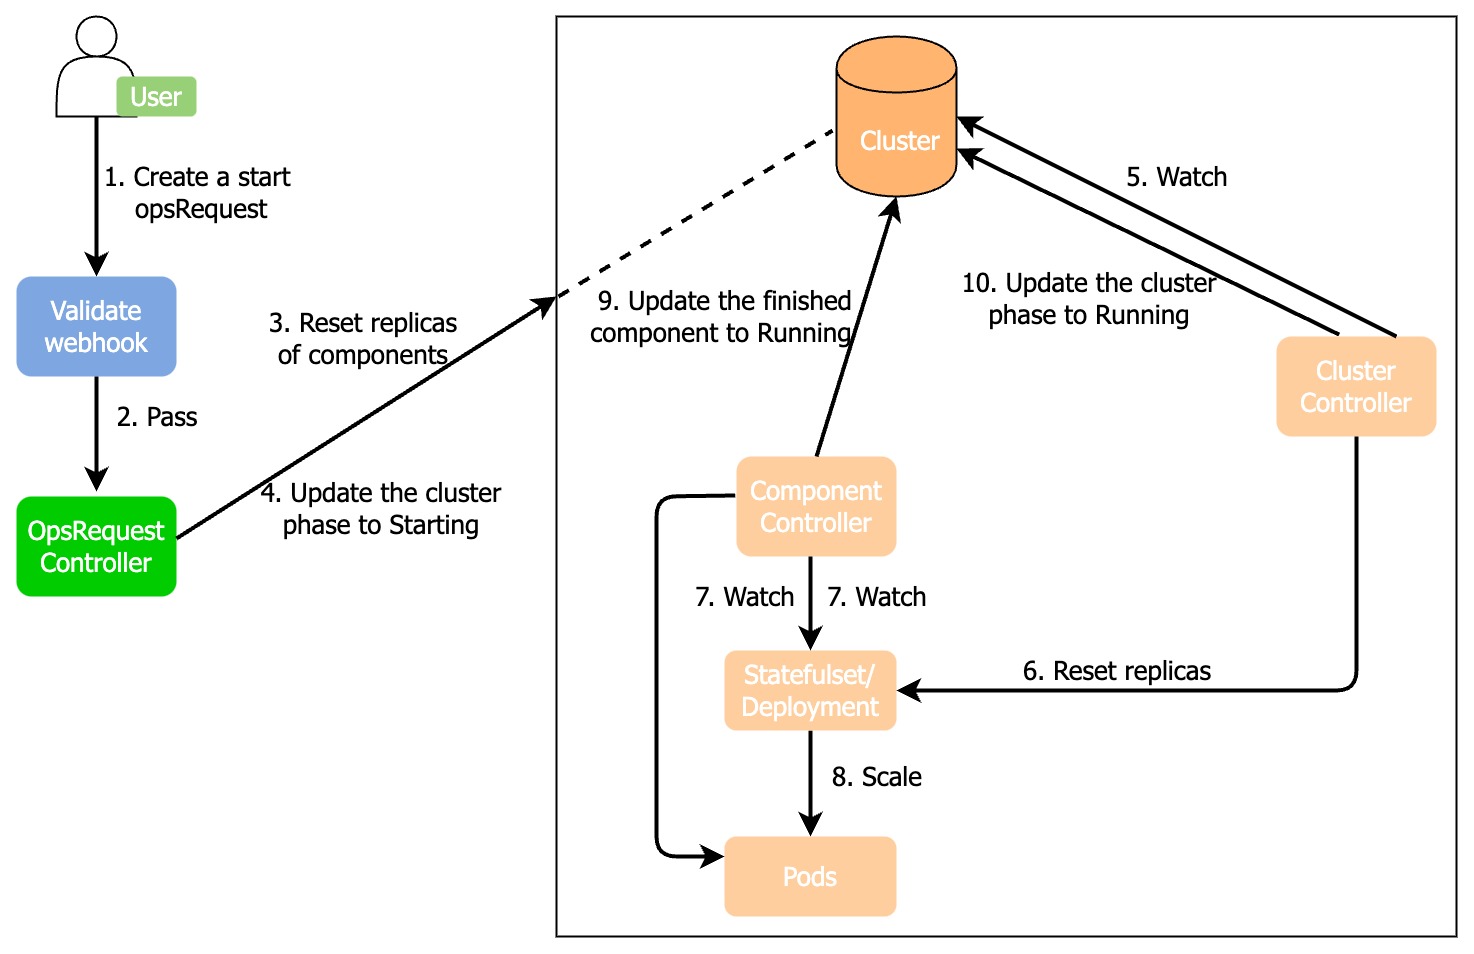 User
1. Create a start
opsRequest
Validate
webhook
2. Pass
OpsRequest
Controller
3. Reset replicas
of components
4. Update the cluster
phase to Starting
Cluster
5. Watch
10. Update the cluster
phase to Running
9. Update the finished
component to Running
Cluster
Controller
Component
Controller
7. Watch
7. Watch
6. Reset replicas
Statefulset/
Deployment
8. Scale
Pods